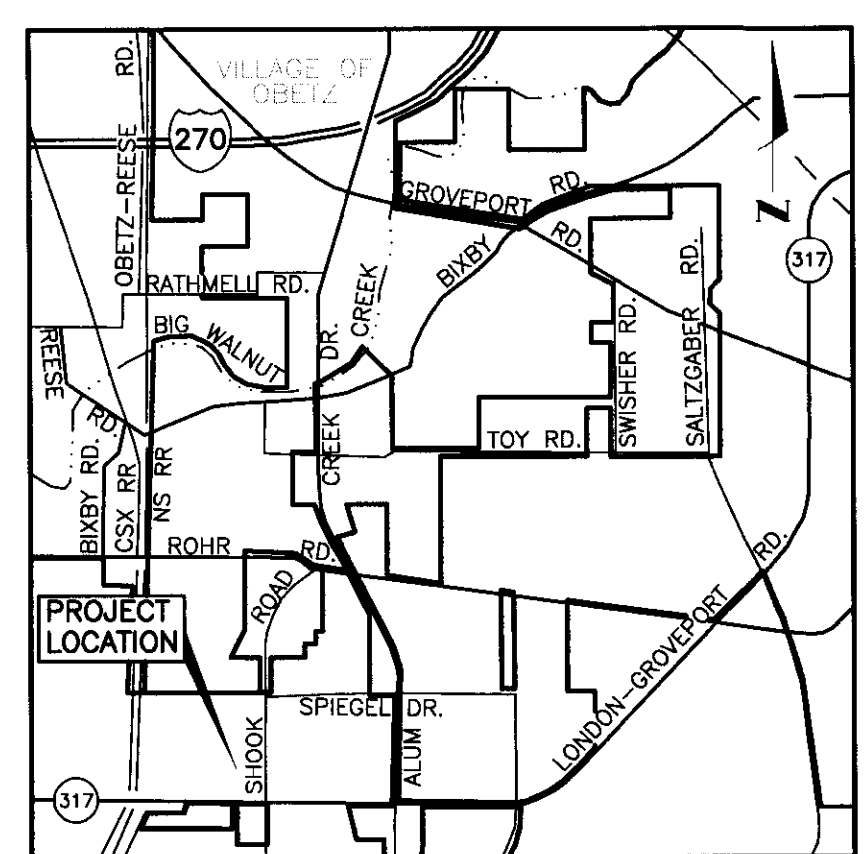 VILLAGE OF
OBETZ
270
OBETZ-REESE RD.
GROVEPORT RD.
BIXBY RD.
N
317
RATHMELL RD.
BIG WALNUT CREEK
REESE RD.
BIXBY RD.
CSX RR
NS RR
CREEK DR.
SWISHER RD.
SALTZGABER RD.
TOY RD.
ROHR RD.
ROAD
PROJECT
LOCATION
SHOOK
SPIEGEL DR.
ALUM
LONDON-GROVEPORT RD.
317